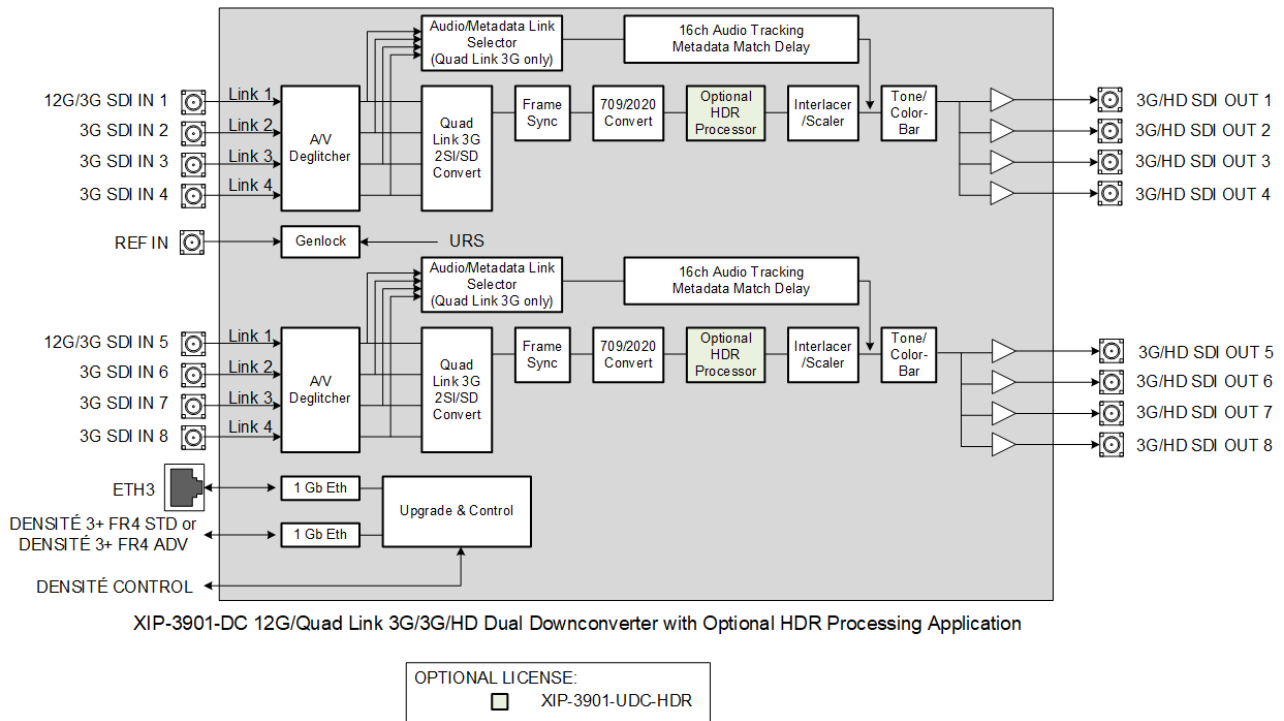 Audio/Metadata Link
Selector
(Quad Link 3G only)
16ch Audio Tracking
Metadata Match Delay
12G/3G SDI IN 1
3G SDI IN 2
3G SDI IN 3
3G SDI IN 4
Link 1
Link 2
Link 3
Link 4
A/V
Deglitcher
Quad
Link 3G
2SI/SD
Convert
Frame
Sync
709/2020
Convert
Optional
HDR
Processor
Interlacer
/Scaler
Tone/
Color-
Bar
3G/HD SDI OUT 1
3G/HD SDI OUT 2
3G/HD SDI OUT 3
3G/HD SDI OUT 4
REF IN
Genlock
URS
Audio/Metadata Link
Selector
(Quad Link 3G only)
16ch Audio Tracking
Metadata Match Delay
12G/3G SDI IN 5
3G SDI IN 6
3G SDI IN 7
3G SDI IN 8
Link 1
Link 2
Link 3
Link 4
A/V
Deglitcher
Quad
Link 3G
2SI/SD
Convert
Frame
Sync
709/2020
Convert
Optional
HDR
Processor
Interlacer
/Scaler
Tone/
Color-
Bar
3G/HD SDI OUT 5
3G/HD SDI OUT 6
3G/HD SDI OUT 7
3G/HD SDI OUT 8
ETH3
1 Gb Eth
Upgrade & Control
DENSITÉ 3+ FR4 STD or
DENSITÉ 3+ FR4 ADV
1 Gb Eth
DENSITÉ CONTROL
XIP-3901-DC 12G/Quad Link 3G/3G/HD Dual Downconverter with Optional HDR Processing Application
OPTIONAL LICENSE:
XIP-3901-UDC-HDR